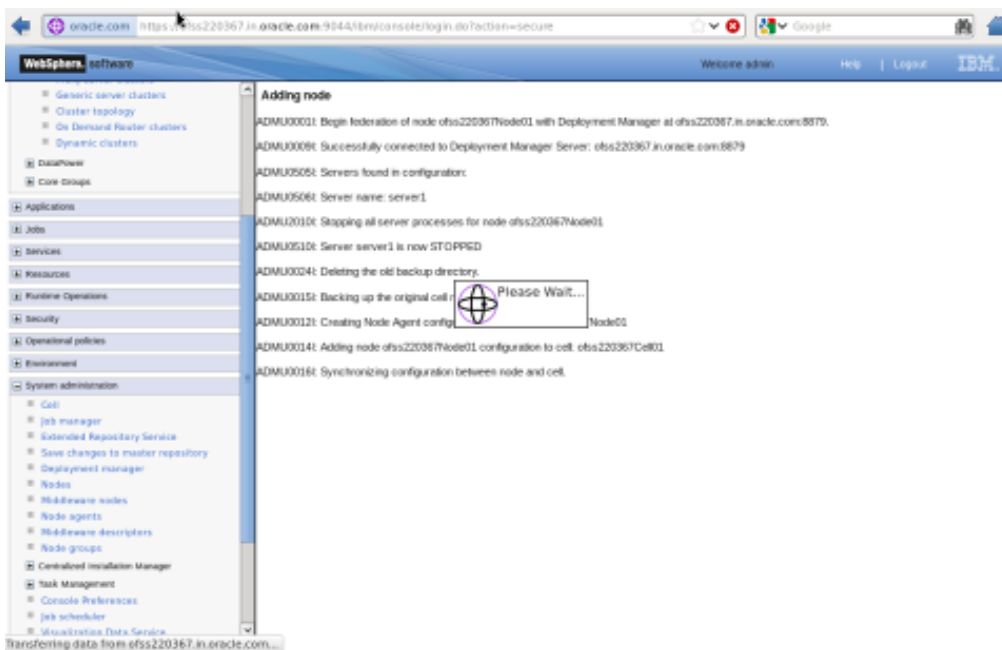 oracle.com https://ofss220367.in.oracle.com:9044/ibm/console/login.do?action=secure
Google
WebSphere. software
Welcome admin
Help | Logout
IBM.
Generic server clusters
Cluster topology
On Demand Router clusters
Dynamic clusters
DataPower
Core Groups
Applications
Jobs
Services
Resources
Runtime Operations
Security
Operational policies
Environment
System administration
Cell
Job manager
Extended Repository Service
Save changes to master repository
Deployment manager
Nodes
Middleware nodes
Node agents
Middleware descriptors
Node groups
Centralized Installation Manager
Task Management
Console Preferences
Job scheduler
Visualization Data Service
Adding node
ADMU0001I: Begin federation of node ofss220367Node01 with Deployment Manager at ofss220367.in.oracle.com:8879.
ADMU0009I: Successfully connected to Deployment Manager Server: ofss220367.in.oracle.com:8879
ADMU0505I: Servers found in configuration:
ADMU0506I: Server name: server1
ADMU2010I: Stopping all server processes for node ofss220367Node01
ADMU0510I: Server server1 is now STOPPED
ADMU0024I: Deleting the old backup directory.
ADMU0015I: Backing up the original cell
ADMU0012I: Creating Node Agent Node01
ADMU0014I: Adding node ofss220367Node01 configuration to cell: ofss220367Cell01
ADMU0016I: Synchronizing configuration between node and cell.
Please Wait...
Transferring data from ofss220367.in.oracle.com...